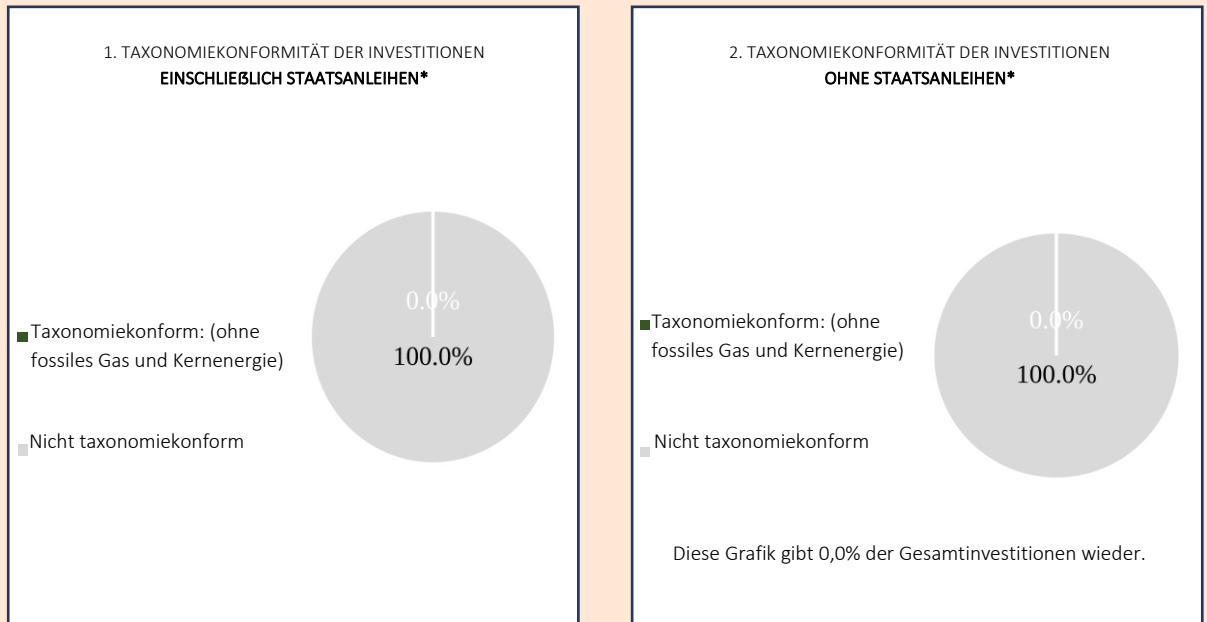 1. TAXONOMIEKONFORMITÄT DER INVESTITIONEN
EINSCHLIEßLICH STAATSANLEIHEN*
0.0%
100.0%
Taxonomiekonform: (ohne
fossiles Gas und Kernenergie)
Nicht taxonomiekonform
2. TAXONOMIEKONFORMITÄT DER INVESTITIONEN
OHNE STAATSANLEIHEN*
0.0%
100.0%
Taxonomiekonform: (ohne
fossiles Gas und Kernenergie)
Nicht taxonomiekonform
Diese Grafik gibt 0,0% der Gesamtinvestitionen wieder.